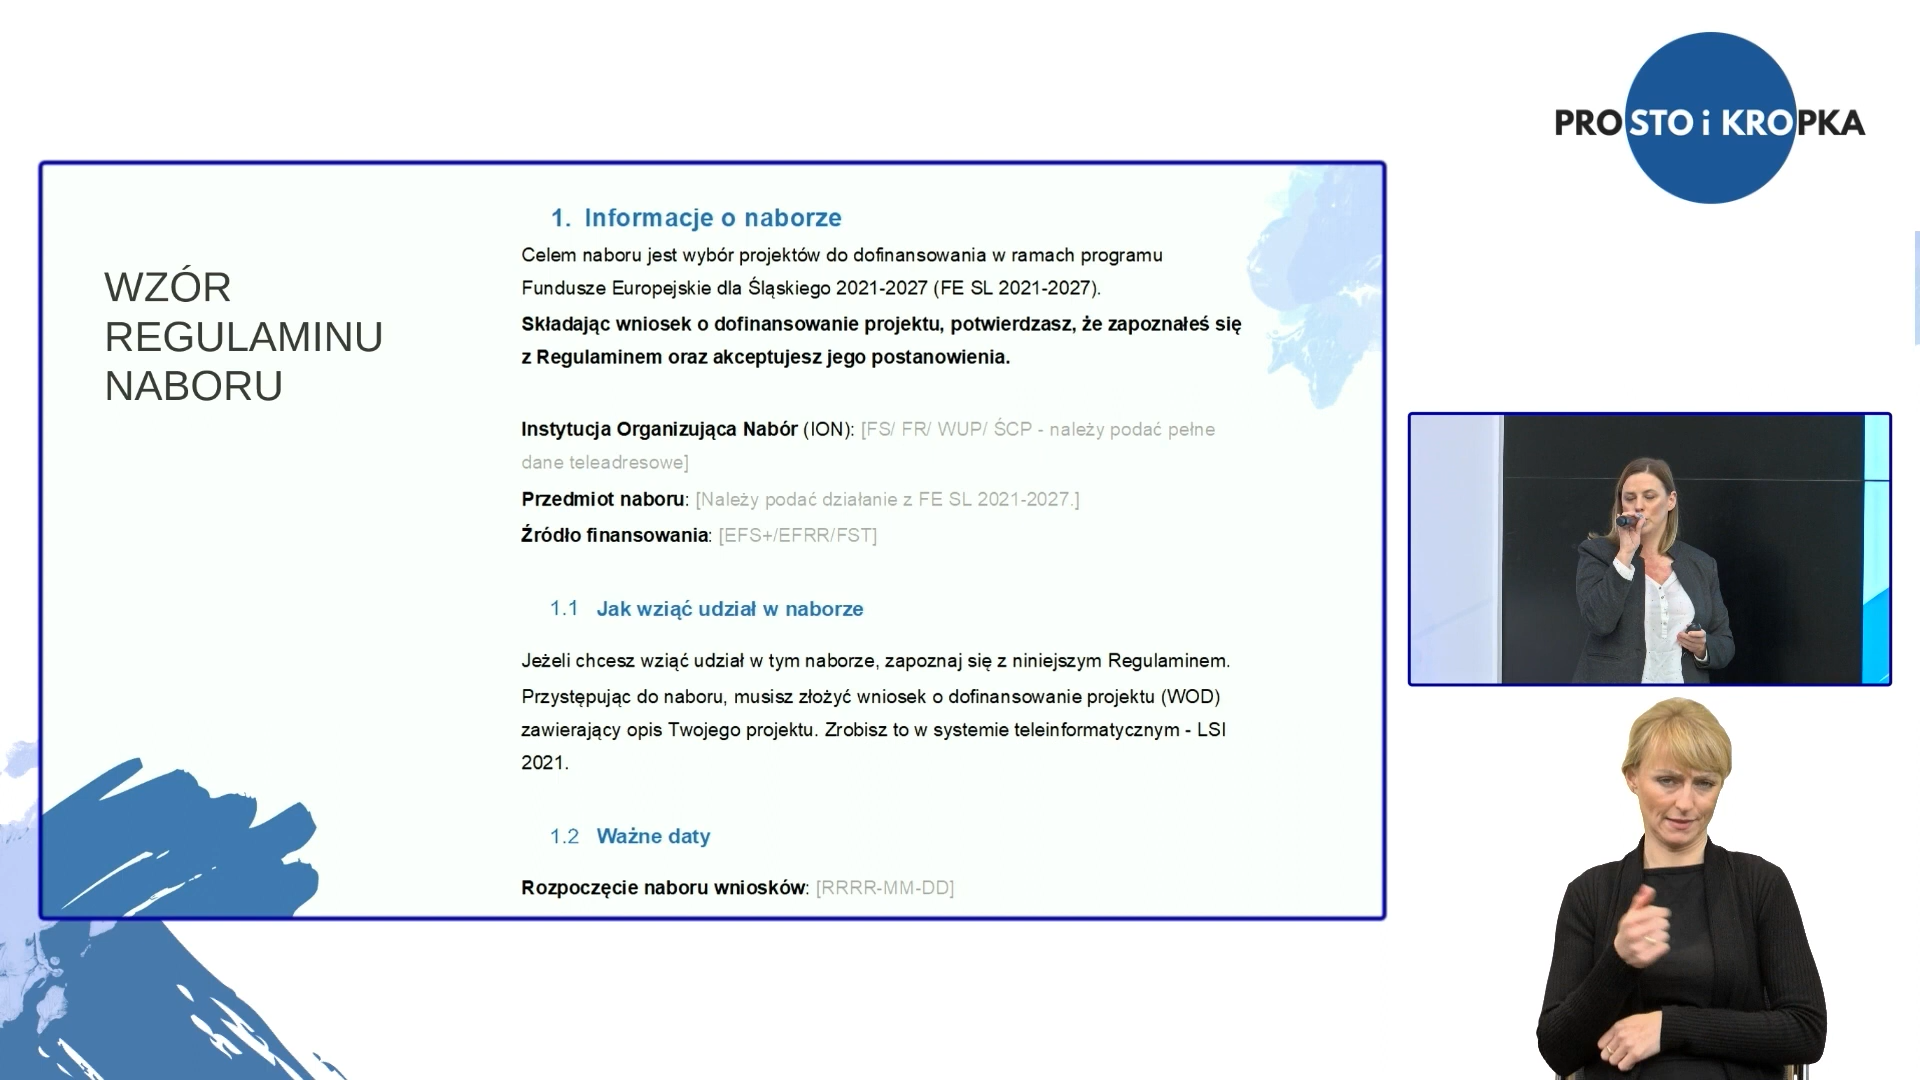 PROSTO i KROPKA
WZÓR
REGULAMINU
NABORU
1. Informacje o naborze
Celem naboru jest wybór projektów do dofinansowania w ramach programu
Fundusze Europejskie dla Śląskiego 2021-2027 (FE SL 2021-2027).
Składając wniosek o dofinansowanie projektu, potwierdzasz, że zapoznałeś się
z Regulaminem oraz akceptujesz jego postanowienia.
Instytucja Organizująca Nabór (ION): [FS/ FR/ WUP/ ŚCP - należy podać pełne
dane teleadresowe]
Przedmiot naboru: [Należy podać działanie z FE SL 2021-2027.]
Źródło finansowania: [EFS+/EFRR/FST]
1.1 Jak wziąć udział w naborze
Jeżeli chcesz wziąć udział w tym naborze, zapoznaj się z niniejszym Regulaminem.
Przystępując do naboru, musisz złożyć wniosek o dofinansowanie projektu (WOD)
zawierający opis Twojego projektu. Zrobisz to w systemie teleinformatycznym - LSI
2021.
1.2 Ważne daty
Rozpoczęcie naboru wniosków: [RRRR-MM-DD]